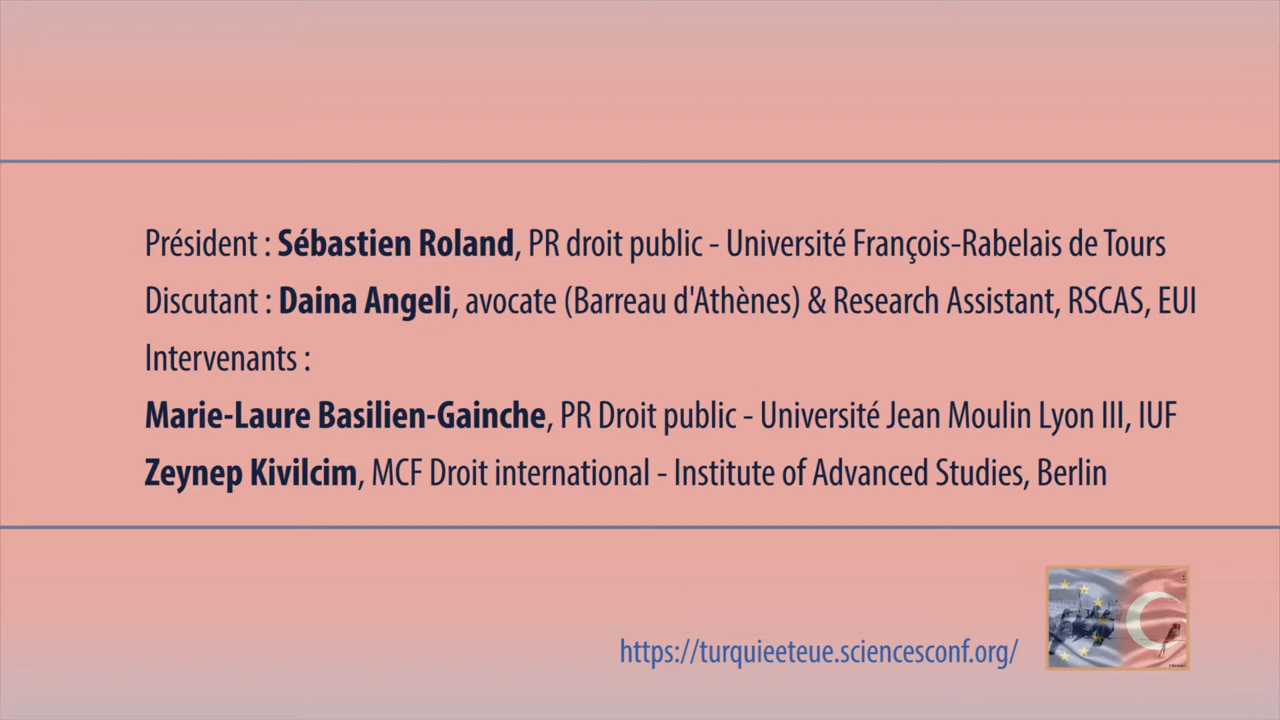 Président : Sébastien Roland, PR droit public - Université François-Rabelais de Tours
Discutant : Daina Angeli, avocate (Barreau d'Athènes) & Research Assistant, RSCAS, EUI
Intervenants :
Marie-Laure Basilien-Gainche, PR Droit public - Université Jean Moulin Lyon III, IUF
Zeynep Kivilcim, MCF Droit international - Institute of Advanced Studies, Berlin
https://turquieeteue.sciencesconf.org/